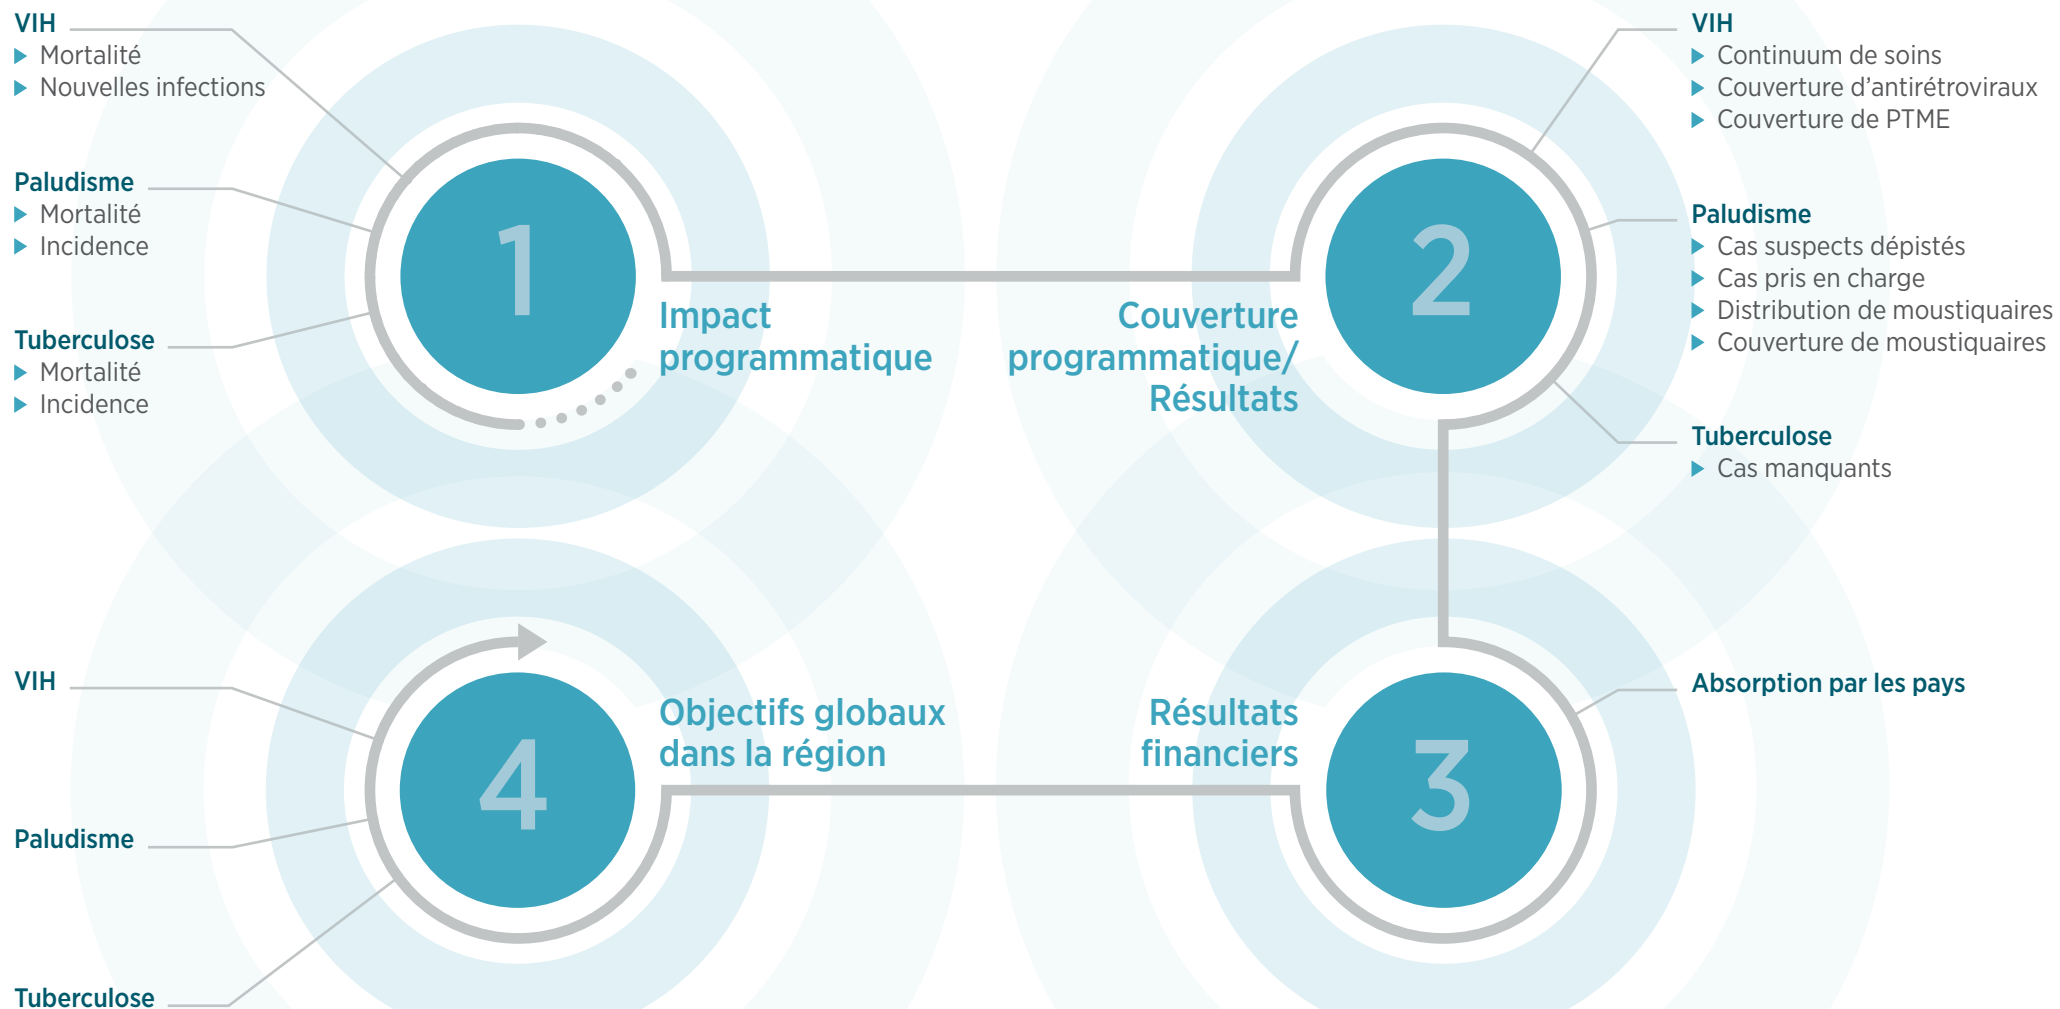 VIH
Mortalité
Nouvelles infections
Paludisme
Mortalité
Incidence
Tuberculose
Mortalité
Incidence
1
Impact
programmatique
2
Couverture
programmatique/
Résultats
VIH
Continuum de soins
Couverture d'antirétroviraux
Couverture de PTME
Paludisme
Cas suspects dépistés
Cas pris en charge
Distribution de moustiquaires
Couverture de moustiquaires
Tuberculose
Cas manquants
3
Résultats
financiers
Absorption par les pays
4
Objectifs globaux
dans la région
VIH
Paludisme
Tuberculose